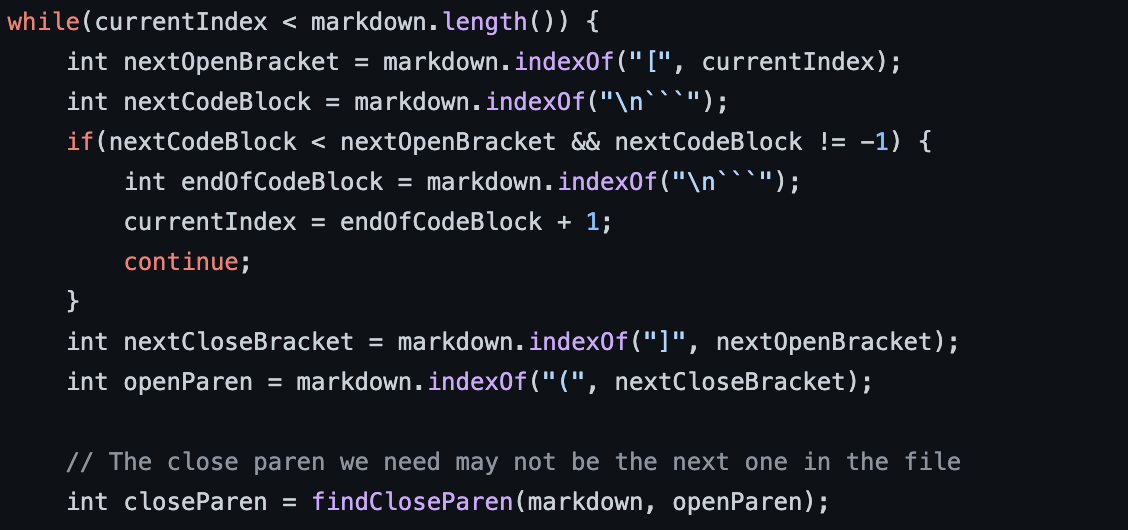 while(currentIndex < markdown.length()) {
    int nextOpenBracket = markdown.indexOf("[", currentIndex);
    int nextCodeBlock = markdown.indexOf("\n```");
    if(nextCodeBlock < nextOpenBracket && nextCodeBlock != -1) {
        int endOfCodeBlock = markdown.indexOf("\n```");
        currentIndex = endOfCodeBlock + 1;
        continue;
    }
    int nextCloseBracket = markdown.indexOf("]", nextOpenBracket);
    int openParen = markdown.indexOf("(", nextCloseBracket);

    // The close paren we need may not be the next one in the file
    int closeParen = findCloseParen(markdown, openParen);